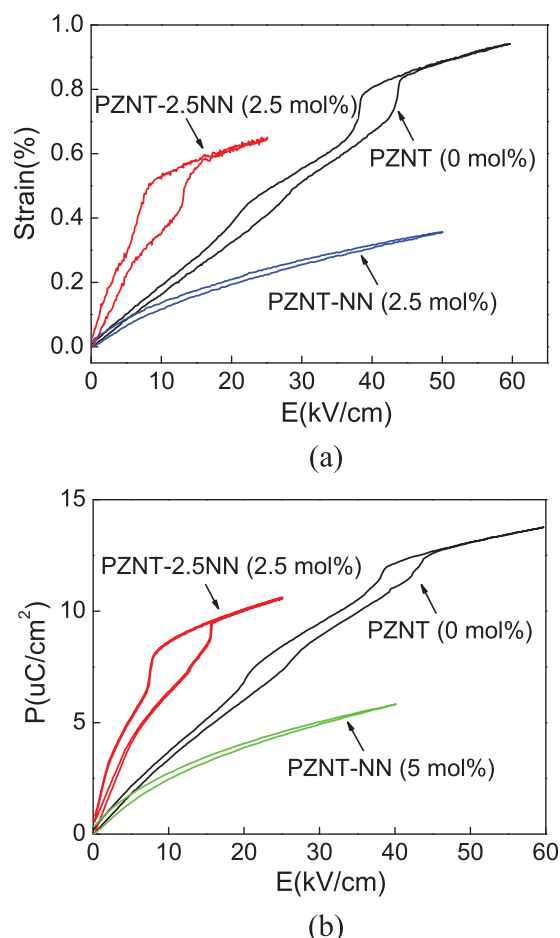 1.0
0.8
0.6
0.4
0.2
0.0
Strain(%)
PZNT-2.5NN (2.5 mol%)
PZNT (0 mol%)
PZNT-NN (2.5 mol%)
0 10 20 30 40 50 60
E(kV/cm)
(a)
15
10
5
0
P(uC/cm²)
PZNT-2.5NN (2.5 mol%)
PZNT (0 mol%)
PZNT-NN (5 mol%)
0 10 20 30 40 50 60
E(kV/cm)
(b)